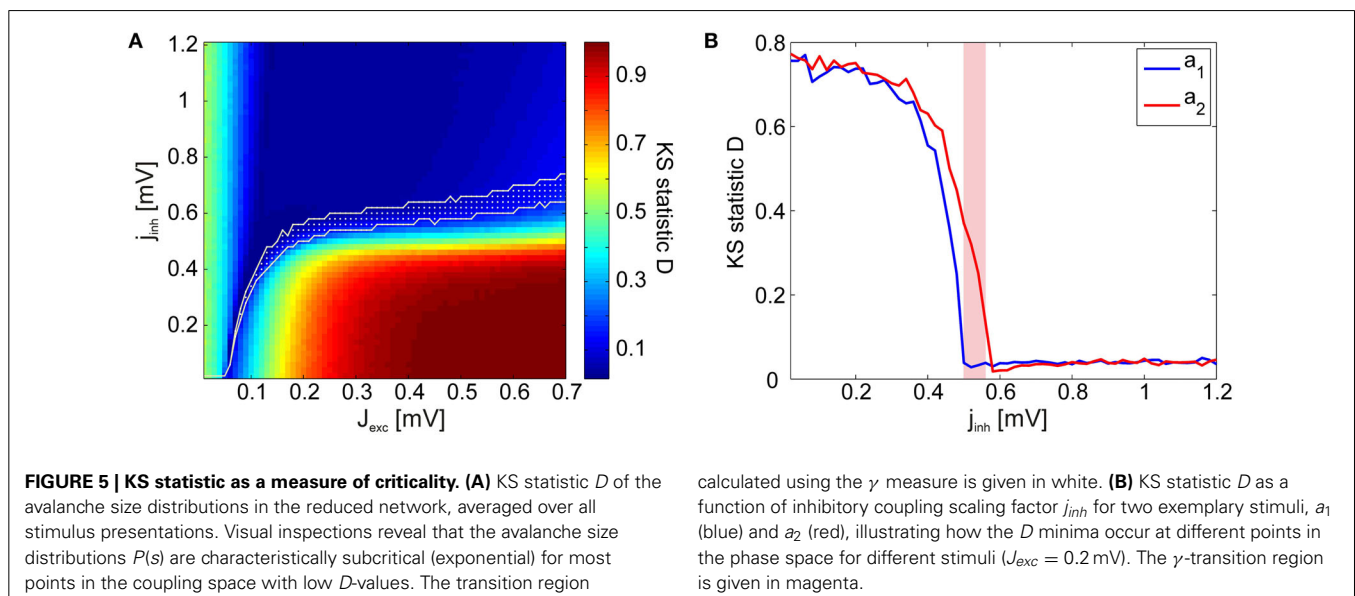 A
1.2
1
0.8
0.6
0.4
0.2
j_inh [mV]
0.1 0.2 0.3 0.4 0.5 0.6 0.7
J_exc [mV]
0.9
0.7
0.5
0.3
0.1
KS statistic D
B
0.8
0.6
0.4
0.2
0
KS statistic D
0.2 0.4 0.6 0.8 1 1.2
j_inh [mV]
a_1
a_2
FIGURE 5 | KS statistic as a measure of criticality. (A) KS statistic D of the
avalanche size distributions in the reduced network, averaged over all
stimulus presentations. Visual inspections reveal that the avalanche size
distributions P(s) are characteristically subcritical (exponential) for most
points in the coupling space with low D-values. The transition region
calculated using the γ measure is given in white. (B) KS statistic D as a
function of inhibitory coupling scaling factor j_inh for two exemplary stimuli, a_1
(blue) and a_2 (red), illustrating how the D minima occur at different points in
the phase space for different stimuli (J_exc = 0.2 mV). The γ-transition region
is given in magenta.